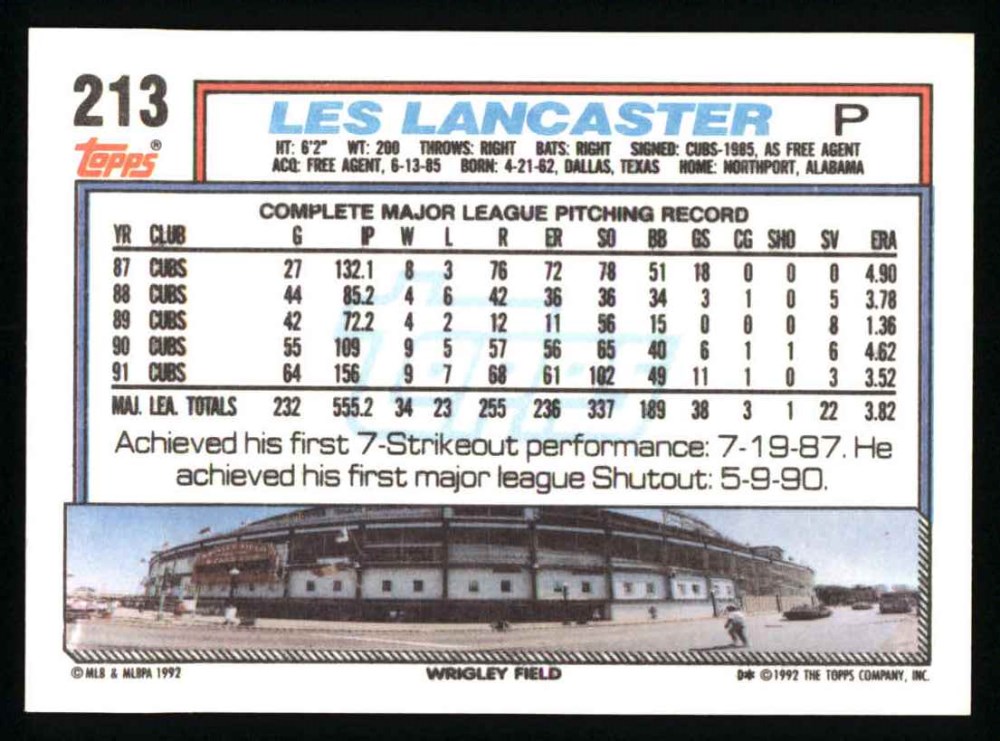 213
Topps®
LES LANCASTER P
HT: 6'2" WT: 200 THROWS: RIGHT BATS: RIGHT SIGNED: CUBS-1985, AS FREE AGENT
ACQ: FREE AGENT, 6-13-85 BORN: 4-21-62, DALLAS, TEXAS HOME: NORTHPORT, ALABAMA
COMPLETE MAJOR LEAGUE PITCHING RECORD
YR CLUB G IP W L R ER SO BB GS CG SHO SV ERA
87 CUBS 27 132.1 8 3 76 72 78 51 18 0 0 0 4.90
88 CUBS 44 85.2 4 6 42 36 36 34 3 1 0 5 3.78
89 CUBS 42 72.2 4 2 12 11 56 15 0 0 0 8 1.36
90 CUBS 55 109 9 5 57 56 65 40 6 1 1 6 4.62
91 CUBS 64 156 9 7 68 61 102 49 11 1 0 3 3.52
MAJ. LEA. TOTALS 232 555.2 34 23 255 236 337 189 38 3 1 22 3.82
Achieved his first 7-Strikeout performance: 7-19-87. He
achieved his first major league Shutout: 5-9-90.
© MLB & MLBPA 1992
WRIGLEY FIELD
D* ©1992 THE TOPPS COMPANY, INC.